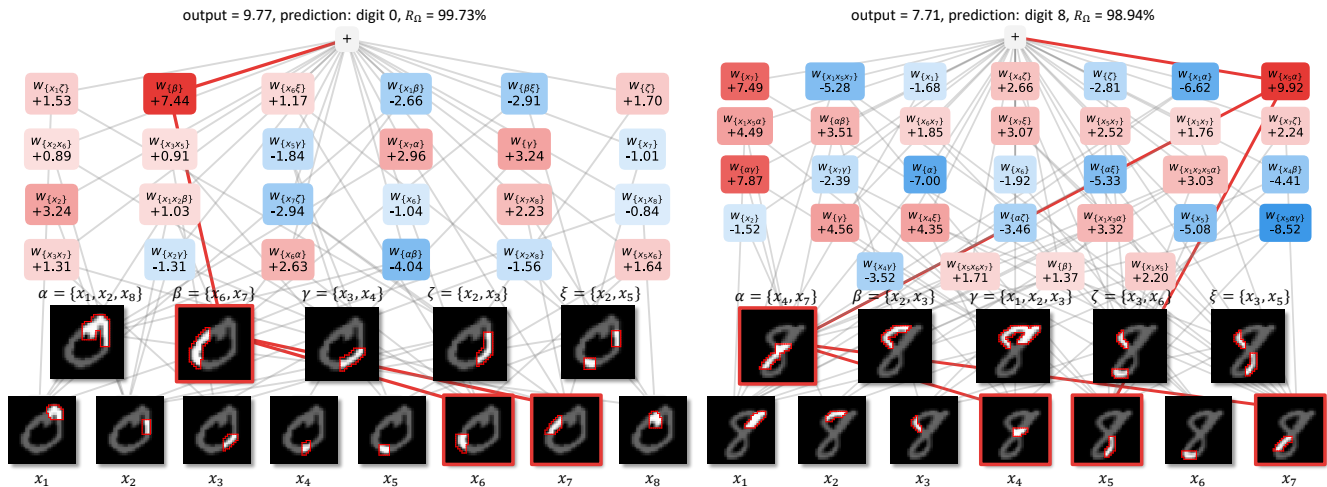 output = 9.77, prediction: digit 0, R_Ω = 99.73%
+
W_{x₁ζ} +1.53
W_{β} +7.44
W_{x₆ξ} +1.17
W_{x₁β} -2.66
W_{βξ} -2.91
W_{ζ} +1.70
W_{x₂x₆} +0.89
W_{x₃x₅} +0.91
W_{x₅γ} -1.84
W_{x₇α} +2.96
W_{γ} +3.24
W_{x₇} -1.01
W_{x₂} +3.24
W_{x₁x₂β} +1.03
W_{x₇ζ} -2.94
W_{x₆} -1.04
W_{x₇x₈} +2.23
W_{x₁x₈} -0.84
W_{x₃x₇} +1.31
W_{x₂γ} -1.31
W_{x₆α} +2.63
W_{αβ} -4.04
W_{x₂x₈} -1.56
W_{x₅x₆} +1.64
α = {x₁, x₂, x₈}
β = {x₆, x₇}
γ = {x₃, x₄}
ζ = {x₂, x₃}
ξ = {x₂, x₅}
x₁ x₂ x₃ x₄ x₅ x₆ x₇ x₈
output = 7.71, prediction: digit 8, R_Ω = 98.94%
+
W_{x₇} +7.49
W_{x₁x₅x₇} -5.28
W_{x₁} -1.68
W_{x₄ζ} +2.66
W_{ζ} -2.81
W_{x₁α} -6.62
W_{x₅α} +9.92
W_{x₁x₅α} +4.49
W_{αβ} +3.51
W_{x₆x₇} +1.85
W_{x₇ξ} +3.07
W_{x₅x₇} +2.52
W_{x₁x₇} +1.76
W_{x₇ζ} +2.24
W_{αγ} +7.87
W_{x₇γ} -2.39
W_{α} -7.00
W_{x₆} -1.92
W_{αξ} -5.33
W_{x₁x₂x₅α} +3.03
W_{x₄β} -4.41
W_{x₂} -1.52
W_{γ} +4.56
W_{x₄ξ} +4.35
W_{αζ} -3.46
W_{x₁x₃α} +3.32
W_{x₅} -5.08
W_{x₅αγ} -8.52
W_{x₄γ} -3.52
W_{x₅x₆x₇} +1.71
W_{β} +1.37
W_{x₁x₅} +2.20
α = {x₄, x₇}
β = {x₂, x₃}
γ = {x₁, x₂, x₃}
ζ = {x₃, x₆}
ξ = {x₃, x₅}
x₁ x₂ x₃ x₄ x₅ x₆ x₇